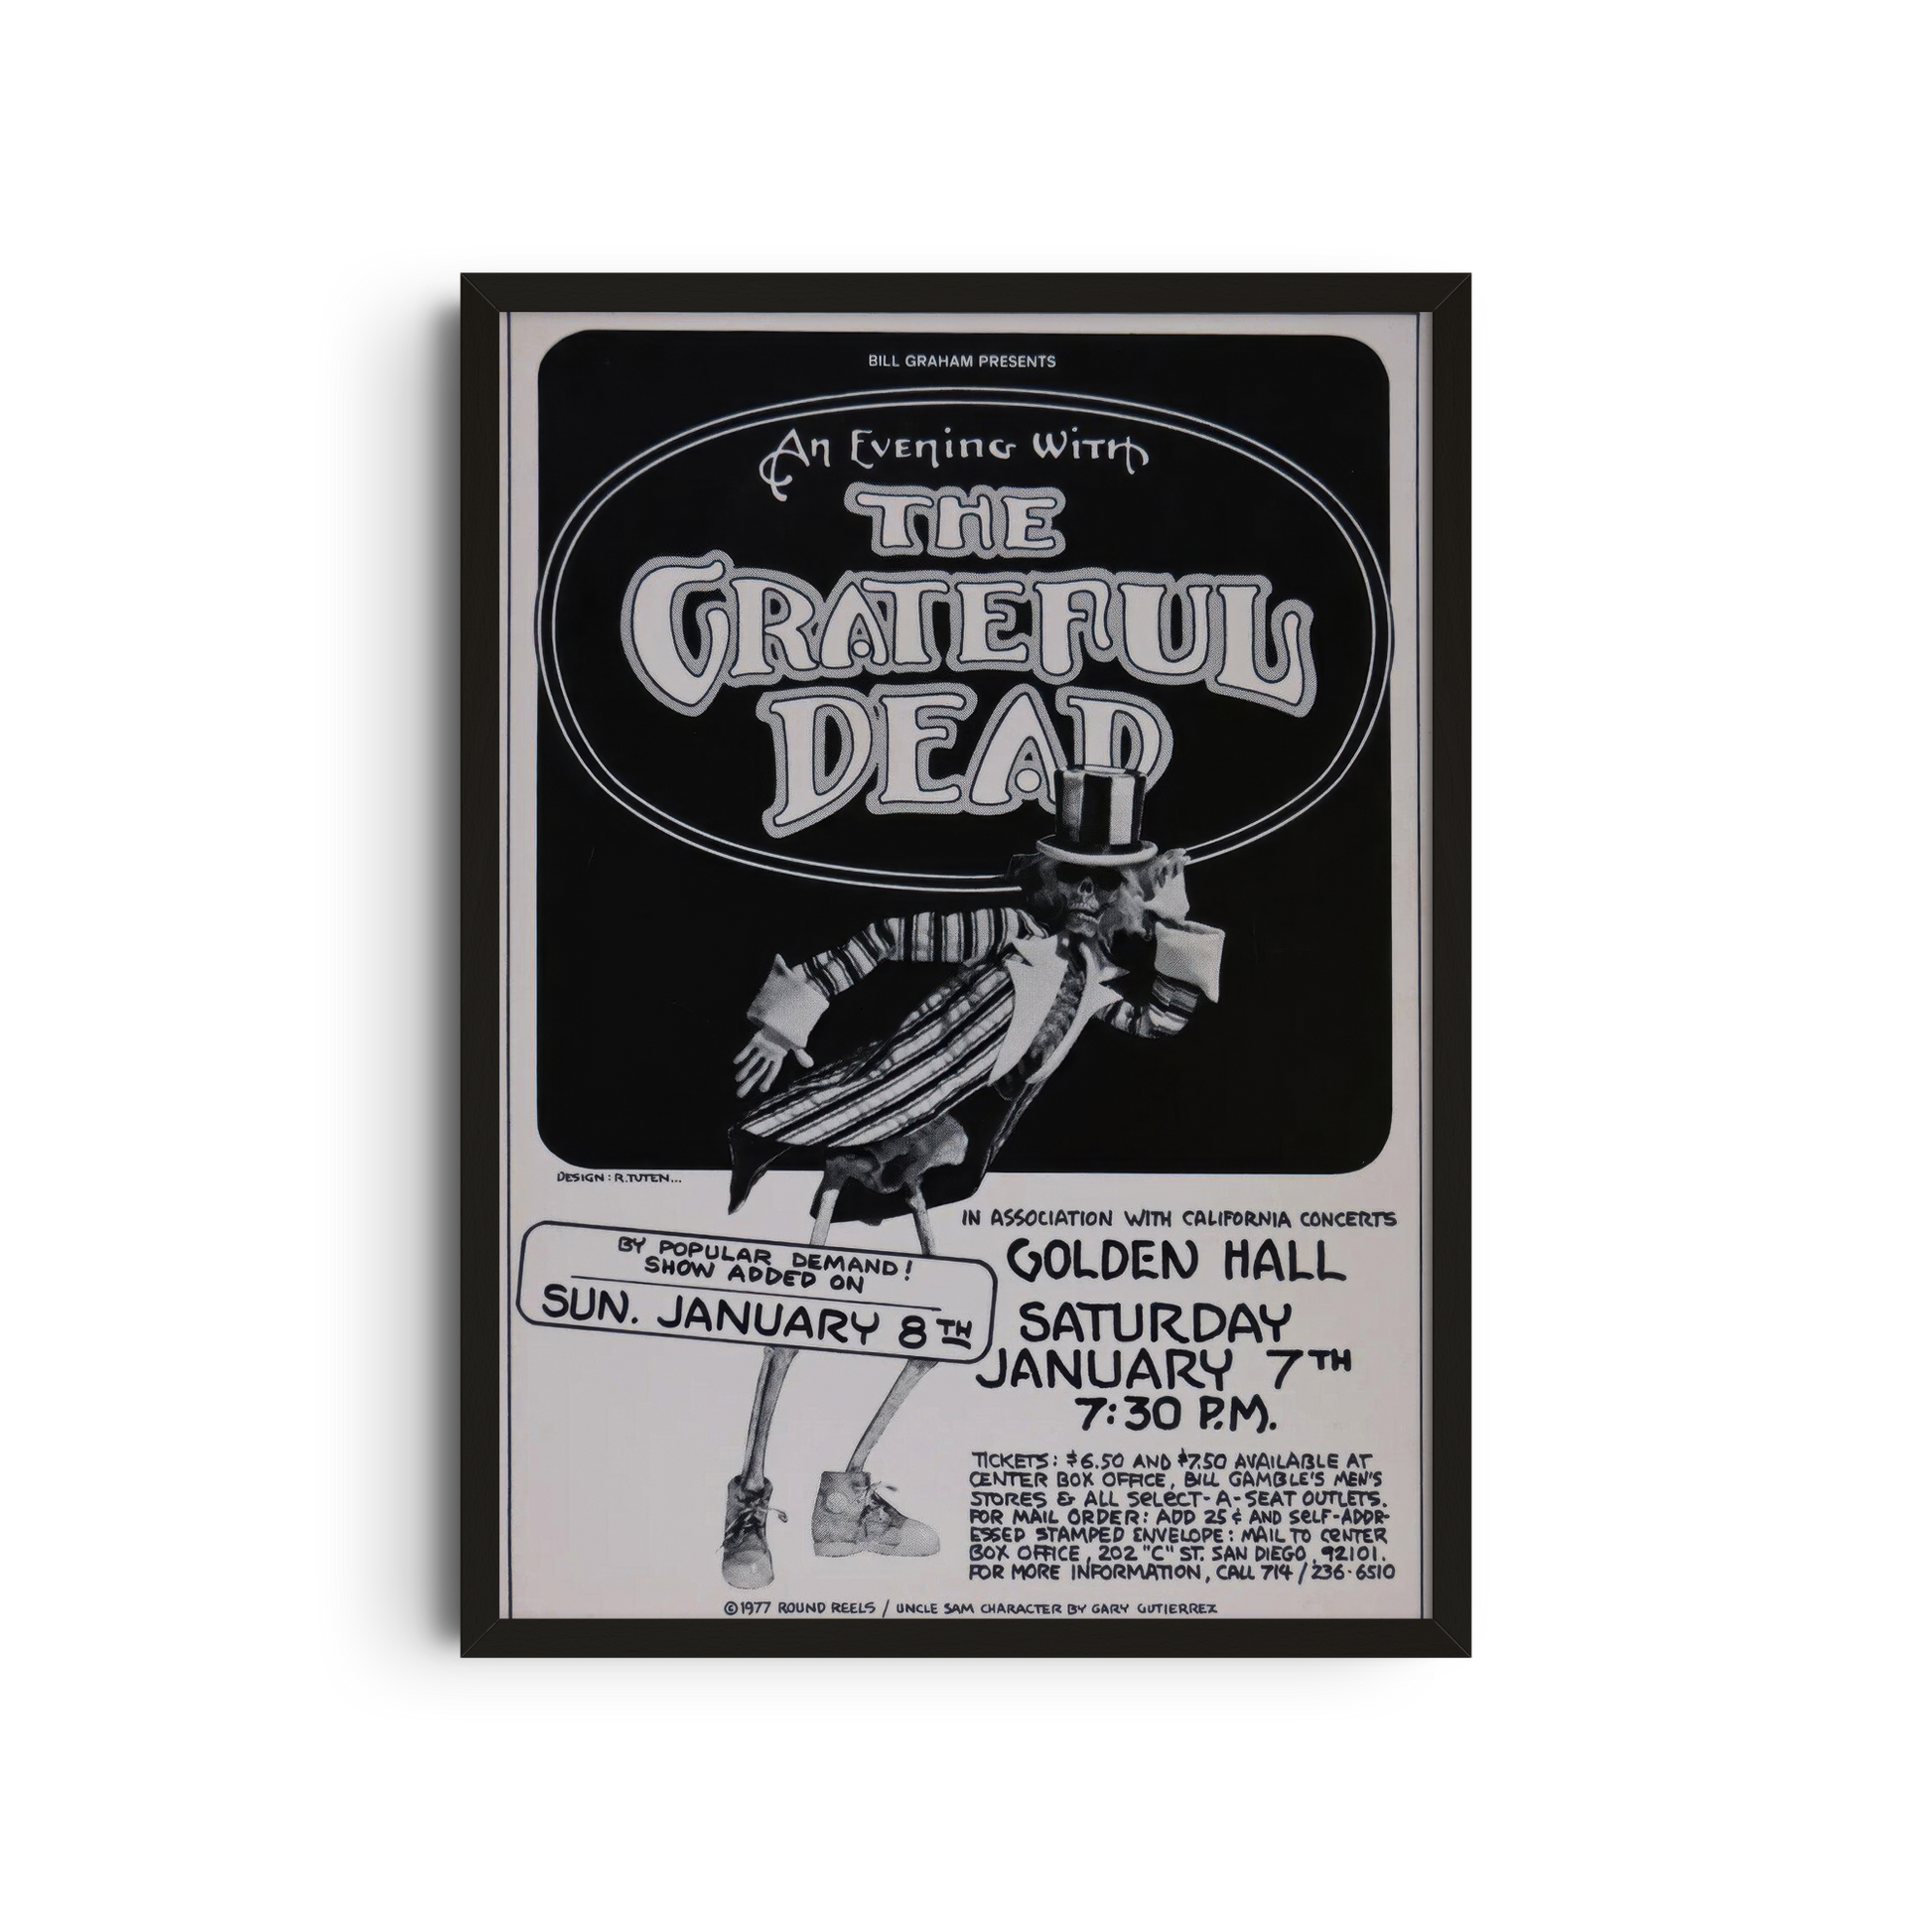 BILL GRAHAM PRESENTS
An Evening With
THE
GRATEFUL
DEAD
DESIGN: R.TUTEN...
BY POPULAR DEMAND!
SHOW ADDED ON
SUN. JANUARY 8TH
IN ASSOCIATION WITH CALIFORNIA CONCERTS
GOLDEN HALL
SATURDAY
JANUARY 7TH
7:30 P.M.
TICKETS: $6.50 AND $7.50 AVAILABLE AT
CENTER BOX OFFICE, BILL GAMBLE'S MEN'S
STORES & ALL SELECT-A-SEAT OUTLETS.
FOR MAIL ORDER: ADD 25¢ AND SELF-ADDR-
ESSED STAMPED ENVELOPE: MAIL TO CENTER
BOX OFFICE, 202 "C" ST. SAN DIEGO, 92101.
FOR MORE INFORMATION, CALL 714/236-6510
©1977 ROUND REELS / UNCLE SAM CHARACTER BY GARY GUTIERREZ